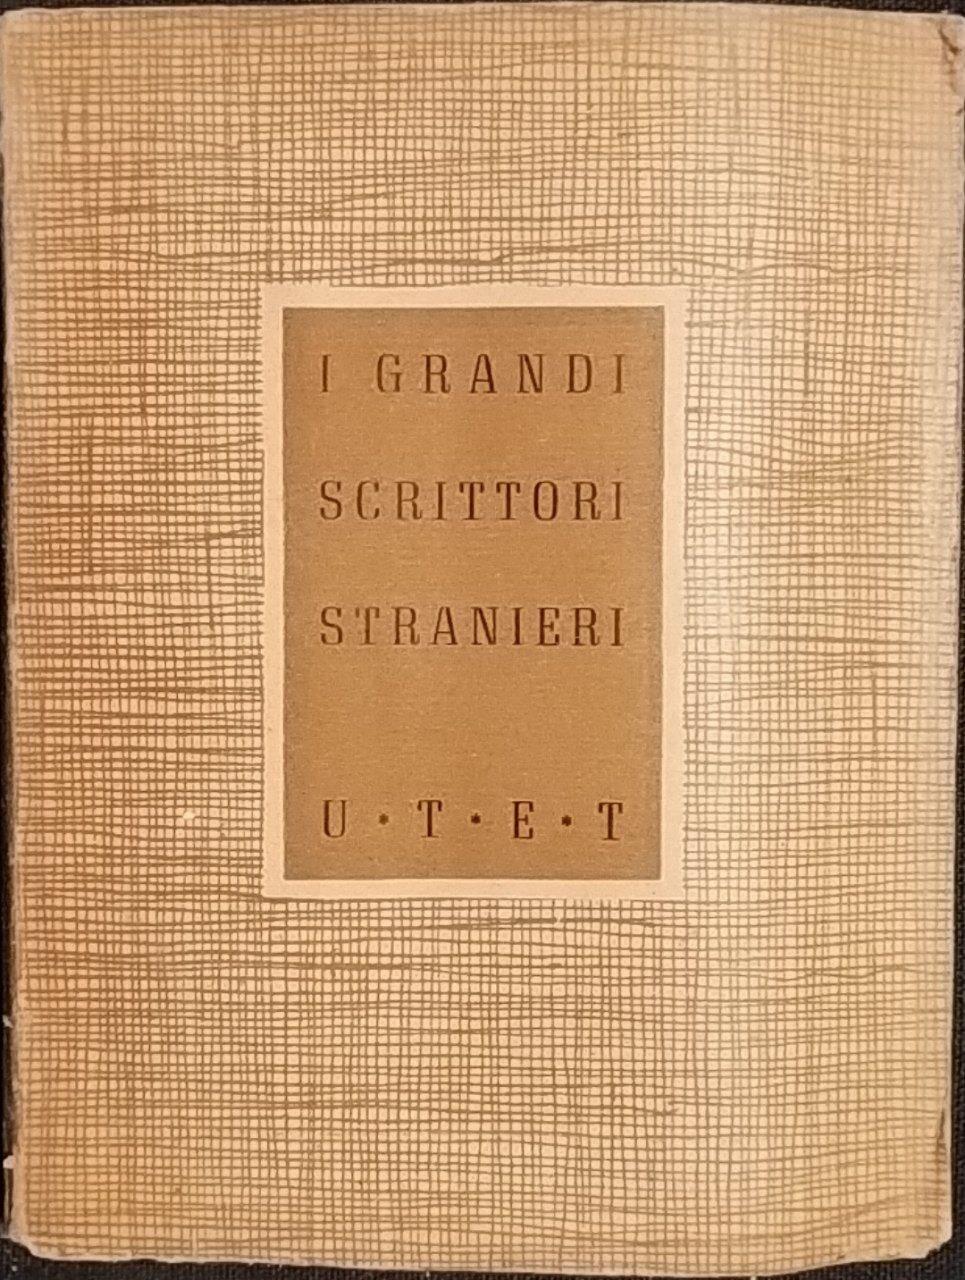 I GRANDI
SCRITTORI
STRANIERI
U·T·E·T